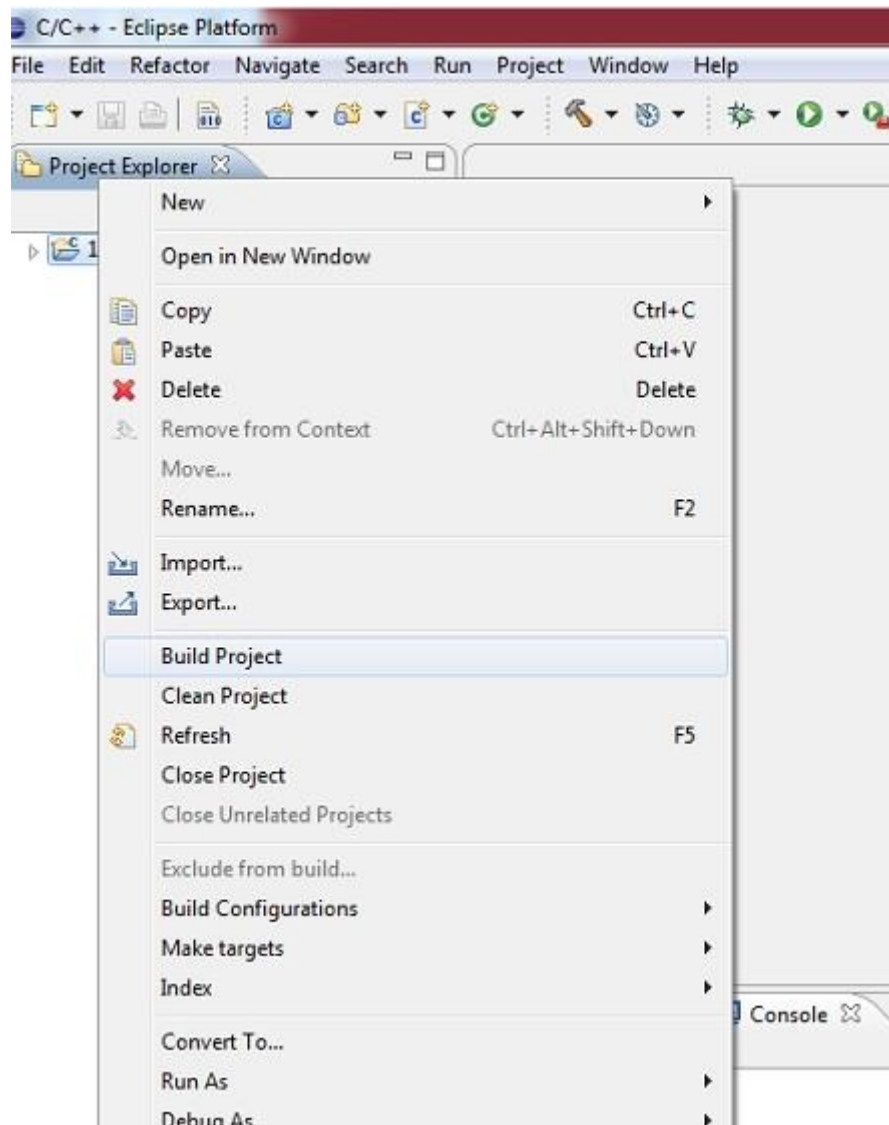 C/C++ - Eclipse Platform
File Edit Refactor Navigate Search Run Project Window Help
Project Explorer
1
New
Open in New Window
Copy Ctrl+C
Paste Ctrl+V
Delete Delete
Remove from Context Ctrl+Alt+Shift+Down
Move...
Rename... F2
Import...
Export...
Build Project
Clean Project
Refresh F5
Close Project
Close Unrelated Projects
Exclude from build...
Build Configurations
Make targets
Index
Console
Convert To...
Run As
Debug As